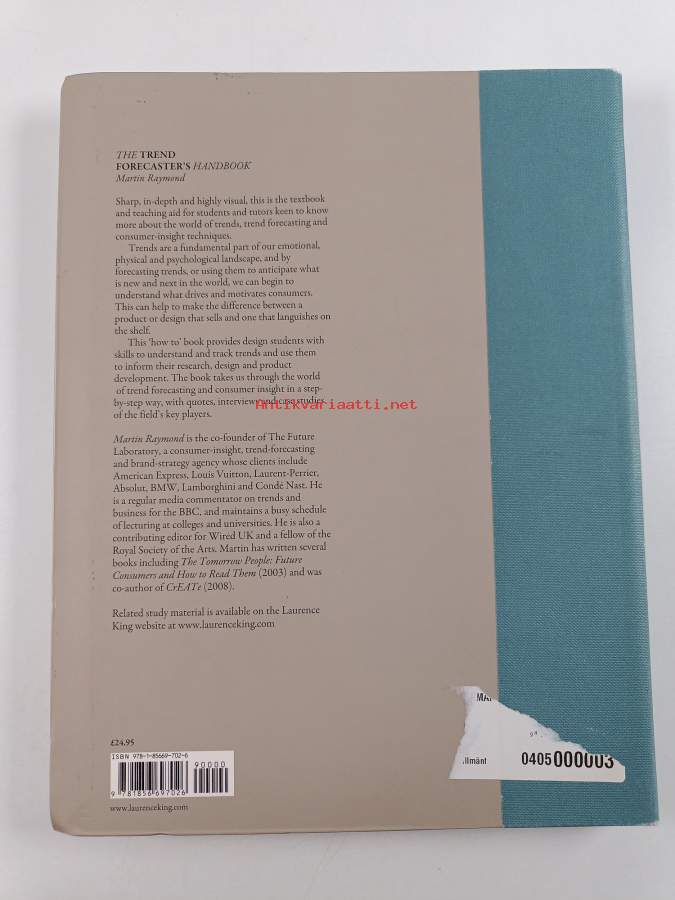 THE TREND
FORECASTER'S HANDBOOK
Martin Raymond
Sharp, in-depth and highly visual, this is the textbook
and teaching aid for students and tutors keen to know
more about the world of trends, trend forecasting and
consumer-insight techniques.
Trends are a fundamental part of our emotional,
physical and psychological landscape, and by
forecasting trends, or using them to anticipate what
is new and next in the world, we can begin to
understand what drives and motivates consumers.
This can help to make the difference between a
product or design that sells and one that languishes on
the shelf.
This 'how to' book provides design students with
skills to understand and track trends and use them
to inform their research, design and product
development. The book takes us through the world
of trend forecasting and consumer insight in a step-
by-step way, with quotes, interviews and case studies
of the field's key players.
Antikvariaatti.net
Martin Raymond is the co-founder of The Future
Laboratory, a consumer-insight, trend-forecasting
and brand-strategy agency whose clients include
American Express, Louis Vuitton, Laurent-Perrier,
Absolut, BMW, Lamborghini and Condé Nast. He
is a regular media commentator on trends and
business for the BBC, and maintains a busy schedule
of lecturing at colleges and universities. He is also a
contributing editor for Wired UK and a fellow of the
Royal Society of the Arts. Martin has written several
books including The Tomorrow People: Future
Consumers and How to Read Them (2003) and was
co-author of CrEATe (2008).
Related study material is available on the Laurence
King website at www.laurenceking.com
£24.95
ISBN 978-1-85669-702-6
90000
9 781856 697026
www.laurenceking.com
llmänt 0405 000003